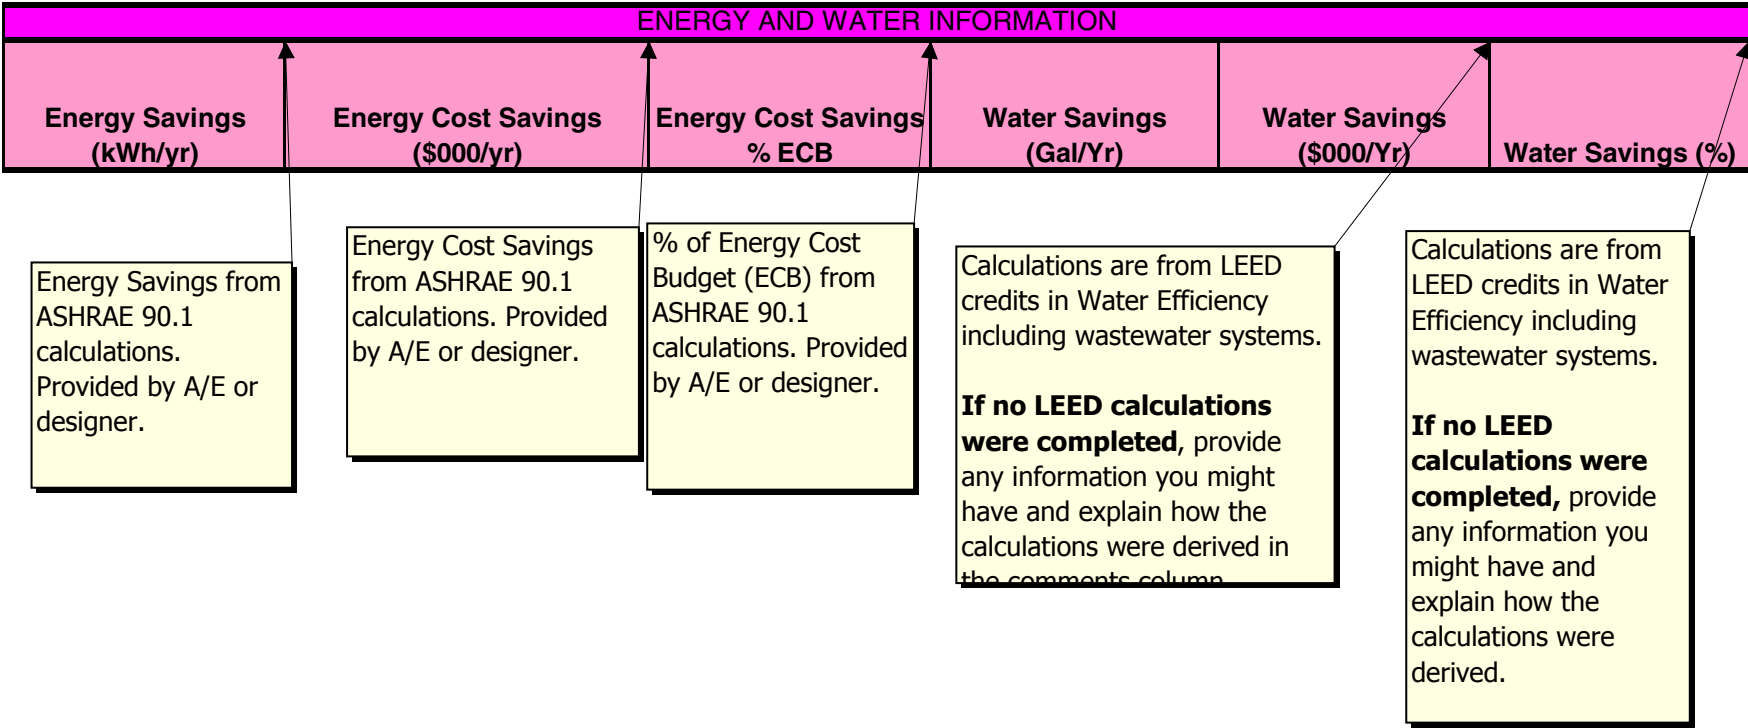 ENERGY AND WATER INFORMATION
Energy Savings
(kWh/yr)
Energy Cost Savings
($000/yr)
Energy Cost Savings
% ECB
Water Savings
(Gal/Yr)
Water Savings
($000/Yr)
Water Savings (%)
Energy Savings from
ASHRAE 90.1
calculations.
Provided by A/E or
designer.
Energy Cost Savings
from ASHRAE 90.1
calculations. Provided
by A/E or designer.
% of Energy Cost
Budget (ECB) from
ASHRAE 90.1
calculations. Provided
by A/E or designer.
Calculations are from LEED
credits in Water Efficiency
including wastewater systems.
If no LEED calculations
were completed, provide
any information you might
have and explain how the
calculations were derived in
the comments column
Calculations are from
LEED credits in Water
Efficiency including
wastewater systems.
If no LEED
calculations were
completed, provide
any information you
might have and
explain how the
calculations were
derived.